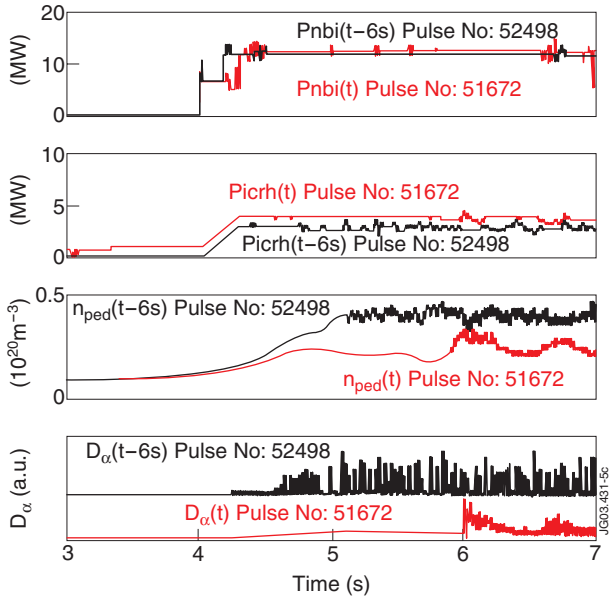 20
Pnbi(t−6s) Pulse No: 52498
(MW)
10
Pnbi(t) Pulse No: 51672
0
10
Picrh(t) Pulse No: 51672
(MW)
5
Picrh(t−6s) Pulse No: 52498
0
0.5
nped(t−6s) Pulse No: 52498
(10²⁰m⁻³)
nped(t) Pulse No: 51672
0
Dα(t−6s) Pulse No: 52498
Dα (a.u.)
Dα(t) Pulse No: 51672
JG03.431-5c
3 4 5 6 7
Time (s)